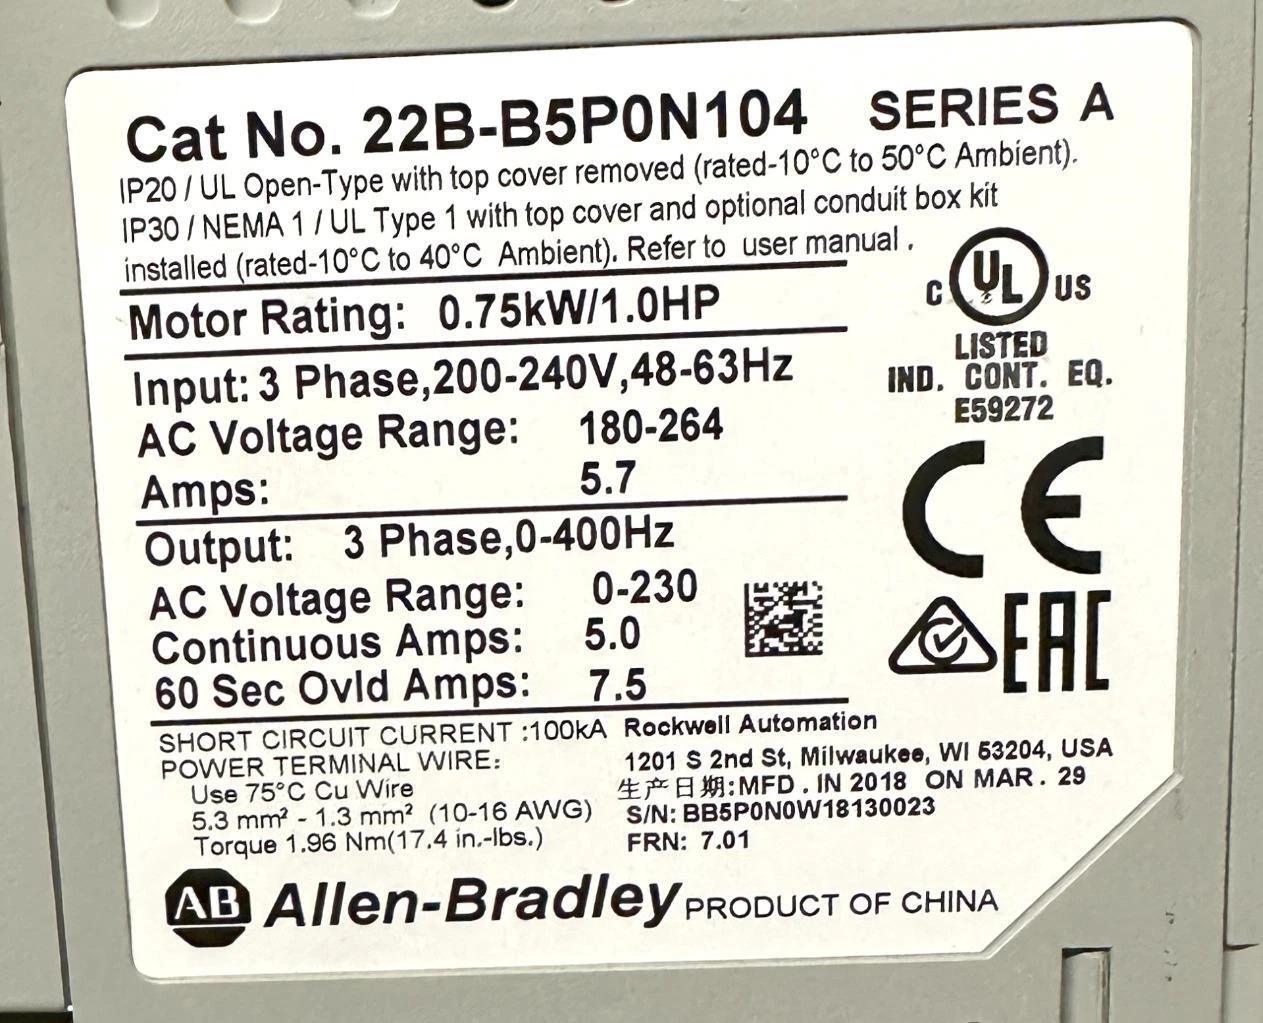 Cat No. 22B-B5P0N104 SERIES A
IP20 / UL Open-Type with top cover removed (rated-10°C to 50°C Ambient).
IP30 / NEMA 1 / UL Type 1 with top cover and optional conduit box kit
installed (rated-10°C to 40°C Ambient). Refer to user manual .
C UL US
LISTED
IND. CONT. EQ.
E59272
Motor Rating: 0.75kW/1.0HP
Input: 3 Phase,200-240V,48-63Hz
AC Voltage Range: 180-264
Amps: 5.7
CE
EAC
Output: 3 Phase,0-400Hz
AC Voltage Range: 0-230
Continuous Amps: 5.0
60 Sec Ovld Amps: 7.5
SHORT CIRCUIT CURRENT :100kA
POWER TERMINAL WIRE:
Use 75°C Cu Wire
5.3 mm² - 1.3 mm² (10-16 AWG)
Torque 1.96 Nm(17.4 in.-lbs.)
Rockwell Automation
1201 S 2nd St, Milwaukee, WI 53204, USA
生产日期:MFD . IN 2018 ON MAR . 29
S/N: BB5P0N0W18130023
FRN: 7.01
AB Allen-Bradley PRODUCT OF CHINA